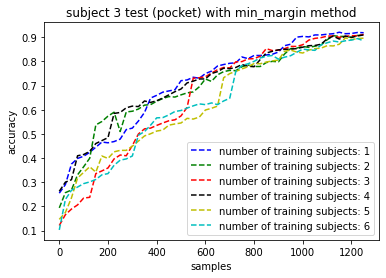 subject 3 test (pocket) with min_margin method
accuracy
0.9
0.8
0.7
0.6
0.5
0.4
0.3
0.2
0.1
number of training subjects: 1
number of training subjects: 2
number of training subjects: 3
number of training subjects: 4
number of training subjects: 5
number of training subjects: 6
0 200 400 600 800 1000 1200
samples